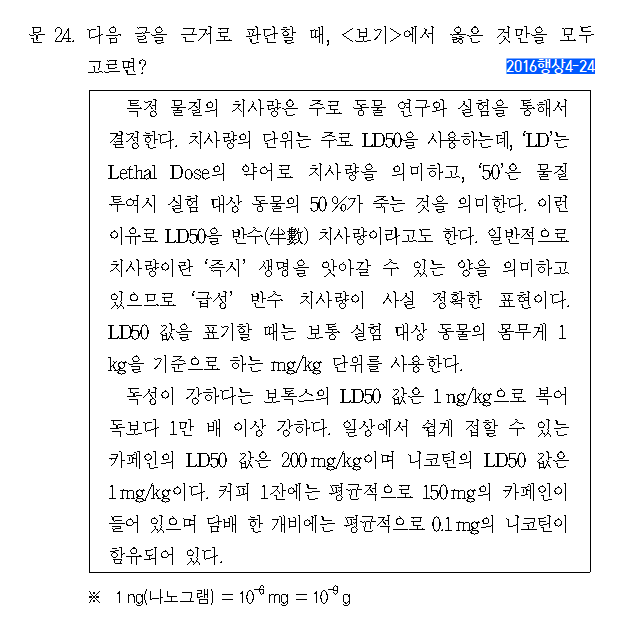 문 24. 다음 글을 근거로 판단할 때, <보기>에서 옳은 것만을 모두
고르면?
2016행상4-24
특정 물질의 치사량은 주로 동물 연구와 실험을 통해서
결정한다. 치사량의 단위는 주로 LD50을 사용하는데, ‘LD’는
Lethal Dose의 약어로 치사량을 의미하고, ‘50’은 물질
투여시 실험 대상 동물의 50%가 죽는 것을 의미한다. 이런
이유로 LD50을 반수(半數) 치사량이라고도 한다. 일반적으로
치사량이란 ‘즉시’ 생명을 앗아갈 수 있는 양을 의미하고
있으므로 ‘급성’ 반수 치사량이 사실 정확한 표현이다.
LD50 값을 표기할 때는 보통 실험 대상 동물의 몸무게 1
kg을 기준으로 하는 mg/kg 단위를 사용한다.
독성이 강하다는 보톡스의 LD50 값은 1 ng/kg으로 복어
독보다 1만 배 이상 강하다. 일상에서 쉽게 접할 수 있는
카페인의 LD50 값은 200 mg/kg이며 니코틴의 LD50 값은
1 mg/kg이다. 커피 1잔에는 평균적으로 150 mg의 카페인이
들어 있으며 담배 한 개비에는 평균적으로 0.1 mg의 니코틴이
함유되어 있다.
※ 1 ng(나노그램) = 10⁻⁶ mg = 10⁻⁹ g